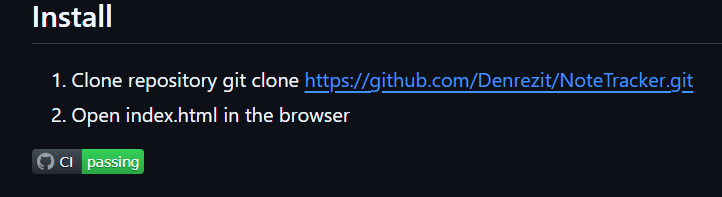 Install
1. Clone repository git clone https://github.com/Denrezit/NoteTracker.git
2. Open index.html in the browser
CI passing